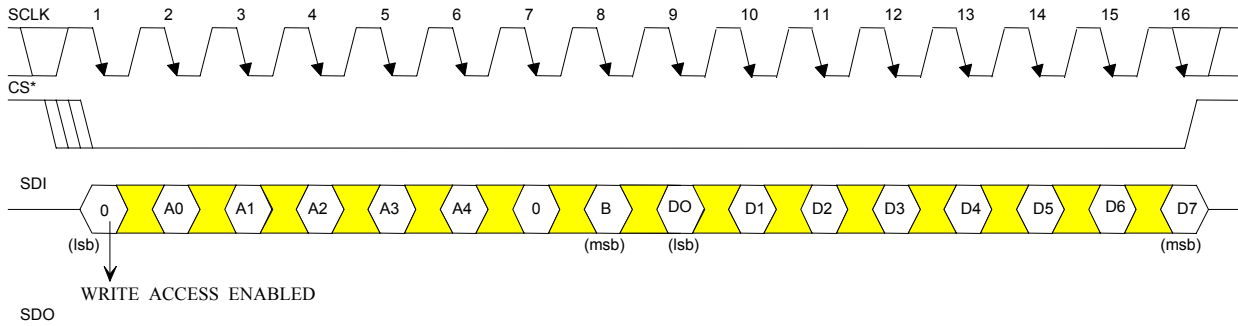 SCLK 1 2 3 4 5 6 7 8 9 10 11 12 13 14 15 16
CS*
SDI
0 A0 A1 A2 A3 A4 0 B DO D1 D2 D3 D4 D5 D6 D7
(lsb) (msb) (lsb) (msb)
WRITE ACCESS ENABLED
SDO